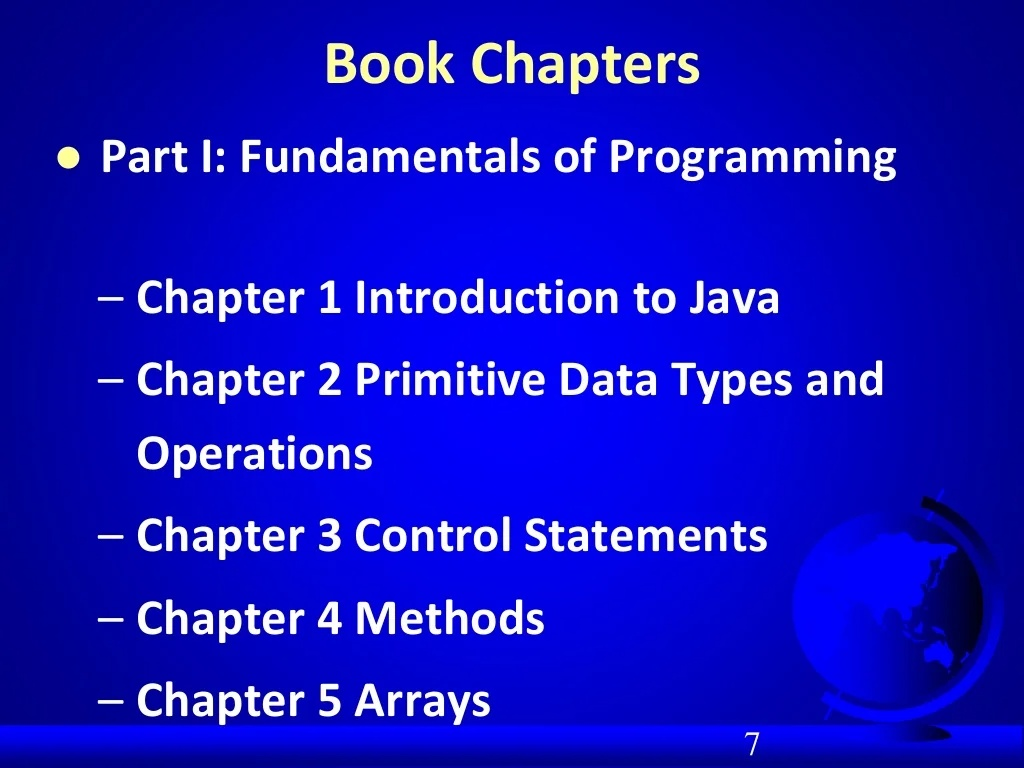 Book Chapters
● Part I: Fundamentals of Programming
– Chapter 1 Introduction to Java
– Chapter 2 Primitive Data Types and
Operations
– Chapter 3 Control Statements
– Chapter 4 Methods
– Chapter 5 Arrays
7